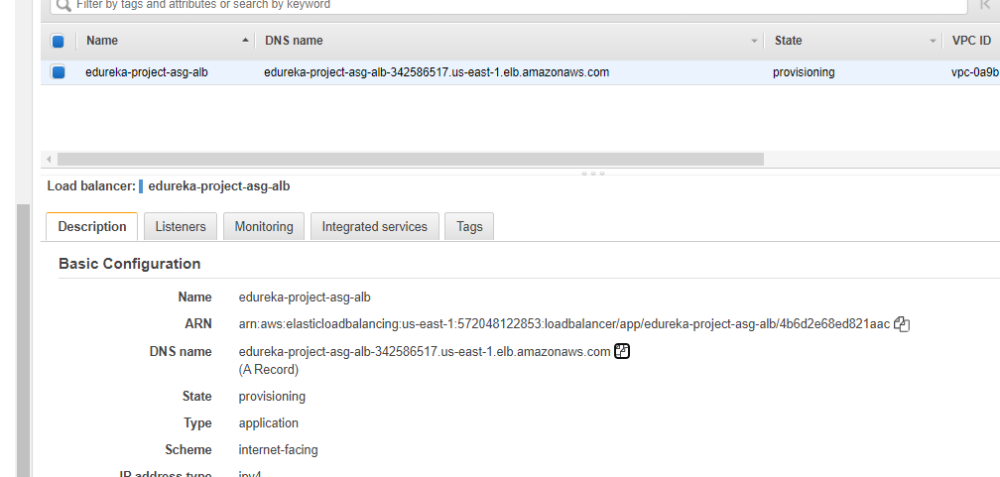 Filter by tags and attributes or search by keyword
Name DNS name State VPC ID
edureka-project-asg-alb edureka-project-asg-alb-342586517.us-east-1.elb.amazonaws.com provisioning vpc-0a9b
Load balancer: edureka-project-asg-alb
Description Listeners Monitoring Integrated services Tags
Basic Configuration
Name edureka-project-asg-alb
ARN arn:aws:elasticloadbalancing:us-east-1:572048122853:loadbalancer/app/edureka-project-asg-alb/4b6d2e68ed821aac
DNS name edureka-project-asg-alb-342586517.us-east-1.elb.amazonaws.com
(A Record)
State provisioning
Type application
Scheme internet-facing
IP address type ipv4